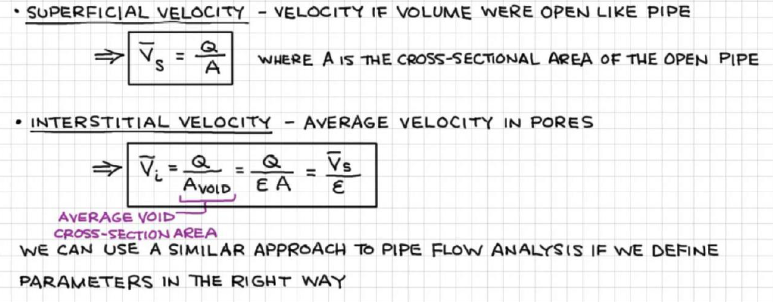 • SUPERFICIAL VELOCITY – VELOCITY IF VOLUME WERE OPEN LIKE PIPE
⇒ V̄s = Q/A WHERE A IS THE CROSS-SECTIONAL AREA OF THE OPEN PIPE
• INTERSTITIAL VELOCITY – AVERAGE VELOCITY IN PORES
⇒ V̄i = Q/AVOID = Q/ƐA = V̄s/Ɛ
AVERAGE VOID
CROSS-SECTION AREA
WE CAN USE A SIMILAR APPROACH TO PIPE FLOW ANALYSIS IF WE DEFINE
PARAMETERS IN THE RIGHT WAY